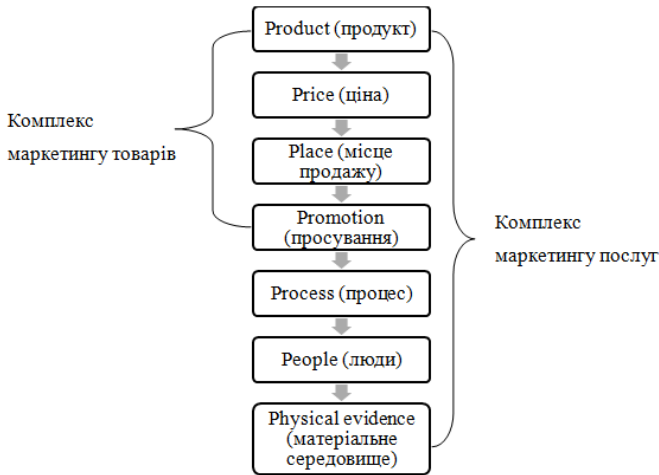 Product (продукт)
Price (ціна)
Комплекс
маркетингу товарів
Place (місце
продажу)
Promotion
(просування)
Комплекс
маркетингу послуг
Process (процес)
People (люди)
Physical evidence
(матеріальне
середовище)